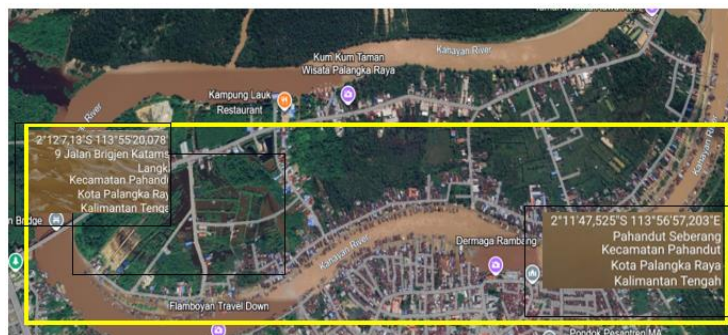 Kahayan River
Kum Kum Taman
Wisata Palangka Raya
Kampung Lauk
Restaurant
River
2°12'7,13"S 113°55'20,078"
9 Jalan Brigjen Katams
Langk
Kecamatan Pahand
Kota Palangka Ray
Kalimantan Tenga
n Bridge
Kahayan River
Kahayan River
2°11'47,525"S 113°56'57,203"E
Pahandut Seberang
Kecamatan Pahandut
Kota Palangka Raya
Kalimantan Tengah
Dermaga Rambang
Flamboyan Travel Down
Pondok Pesantren MA